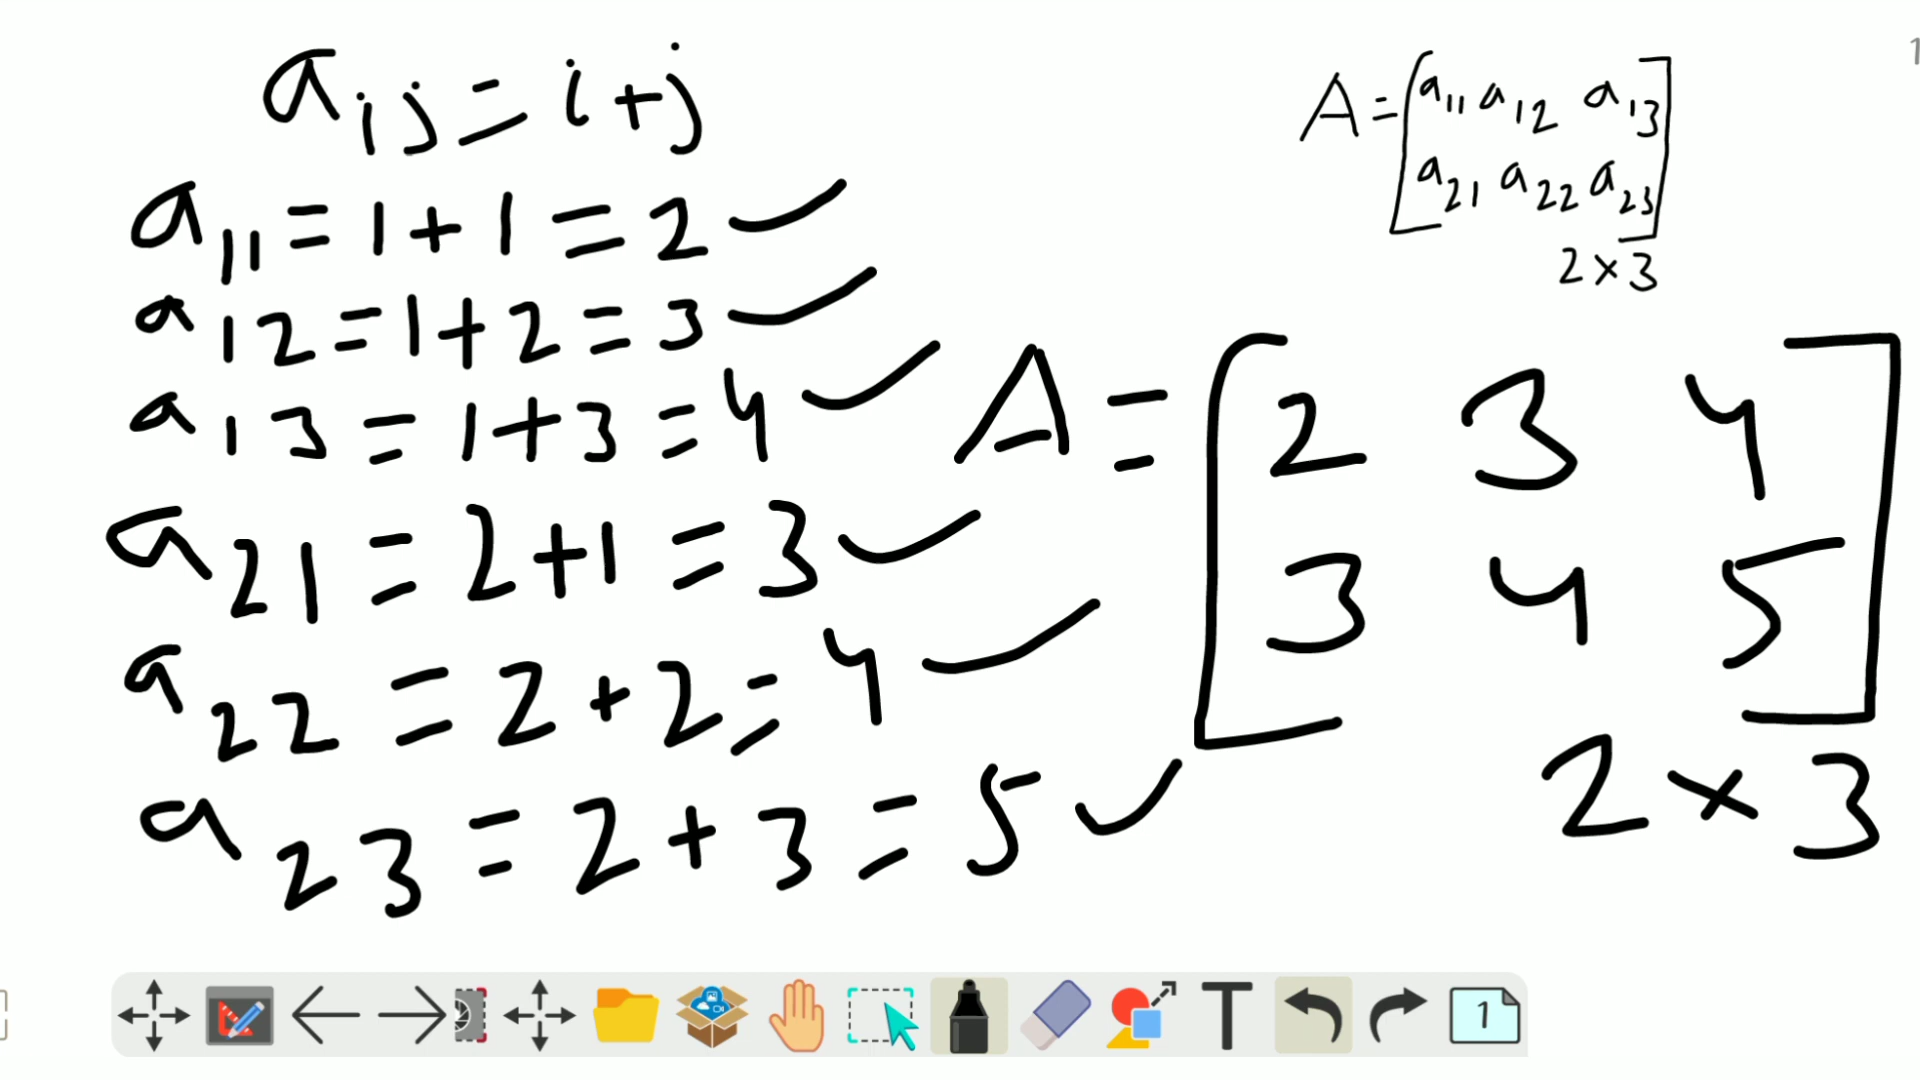 aij = i+j
a11 = 1+1 = 2 ✓
a12 = 1+2 = 3 ✓
a13 = 1+3 = 4 ✓
a21 = 2+1 = 3 ✓
a22 = 2+2 = 4 ✓
a23 = 2+3 = 5 ✓
A = [a11 a12 a13
a21 a22 a23]
2×3
A = [2 3 4
3 4 5]
2×3
T
1